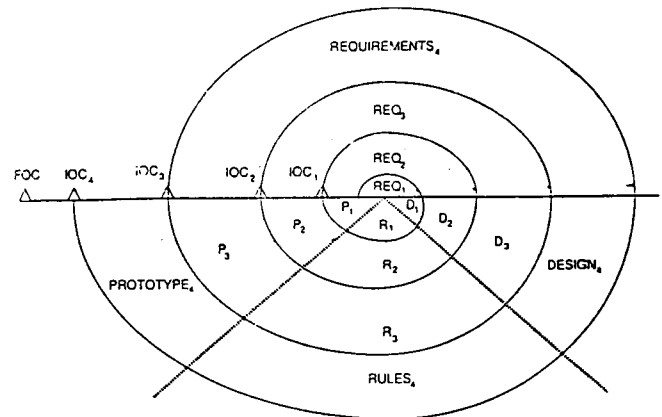 REQUIREMENTS₄
REQ₃
REQ₂
FOC IOC₄ IOC₃ IOC₂ IOC₁
REQ₁
P₁ D₁
P₂ R₁ D₂
P₃ D₃
R₂
PROTOTYPE₄ DESIGN₄
R₃
RULES₄